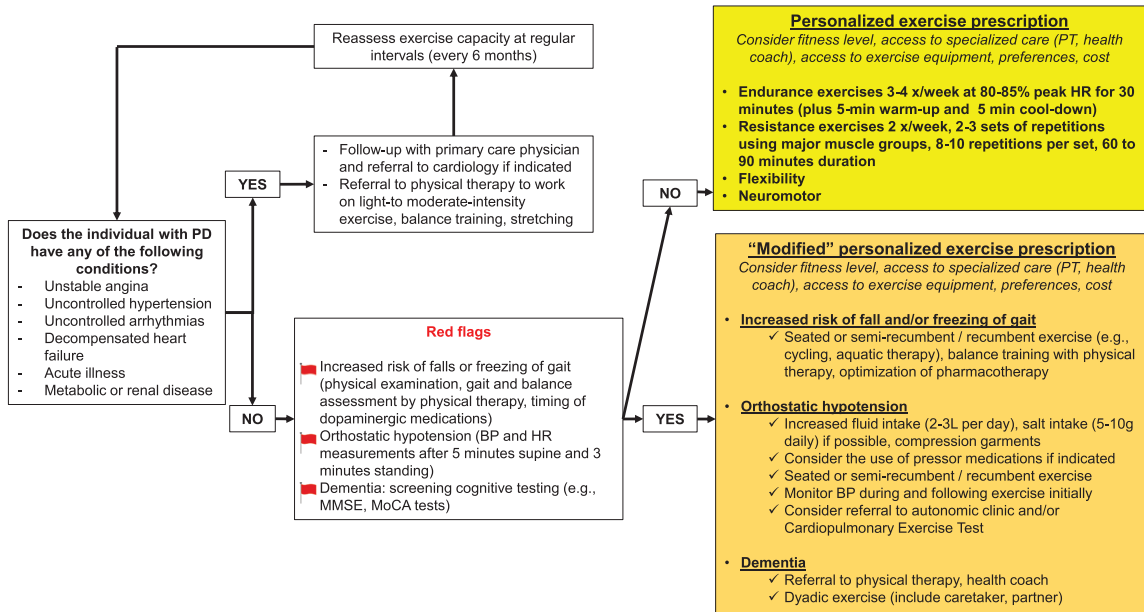 Reassess exercise capacity at regular
intervals (every 6 months)
- Follow-up with primary care physician
and referral to cardiology if indicated
- Referral to physical therapy to work
on light-to moderate-intensity
exercise, balance training, stretching
YES
Does the individual with PD
have any of the following
conditions?
- Unstable angina
- Uncontrolled hypertension
- Uncontrolled arrhythmias
- Decompensated heart
failure
- Acute illness
- Metabolic or renal disease
NO
Red flags
Increased risk of falls or freezing of gait
(physical examination, gait and balance
assessment by physical therapy, timing of
dopaminergic medications)
Orthostatic hypotension (BP and HR
measurements after 5 minutes supine and 3
minutes standing)
Dementia: screening cognitive testing (e.g.,
MMSE, MoCA tests)
NO
Personalized exercise prescription
Consider fitness level, access to specialized care (PT, health
coach), access to exercise equipment, preferences, cost
• Endurance exercises 3-4 x/week at 80-85% peak HR for 30
minutes (plus 5-min warm-up and 5 min cool-down)
• Resistance exercises 2 x/week, 2-3 sets of repetitions
using major muscle groups, 8-10 repetitions per set, 60 to
90 minutes duration
• Flexibility
• Neuromotor
YES
“Modified” personalized exercise prescription
Consider fitness level, access to specialized care (PT, health
coach), access to exercise equipment, preferences, cost
• Increased risk of fall and/or freezing of gait
✓ Seated or semi-recumbent / recumbent exercise (e.g.,
cycling, aquatic therapy), balance training with physical
therapy, optimization of pharmacotherapy
• Orthostatic hypotension
✓ Increased fluid intake (2-3L per day), salt intake (5-10g
daily) if possible, compression garments
✓ Consider the use of pressor medications if indicated
✓ Seated or semi-recumbent / recumbent exercise
✓ Monitor BP during and following exercise initially
✓ Consider referral to autonomic clinic and/or
Cardiopulmonary Exercise Test
• Dementia
✓ Referral to physical therapy, health coach
✓ Dyadic exercise (include caretaker, partner)